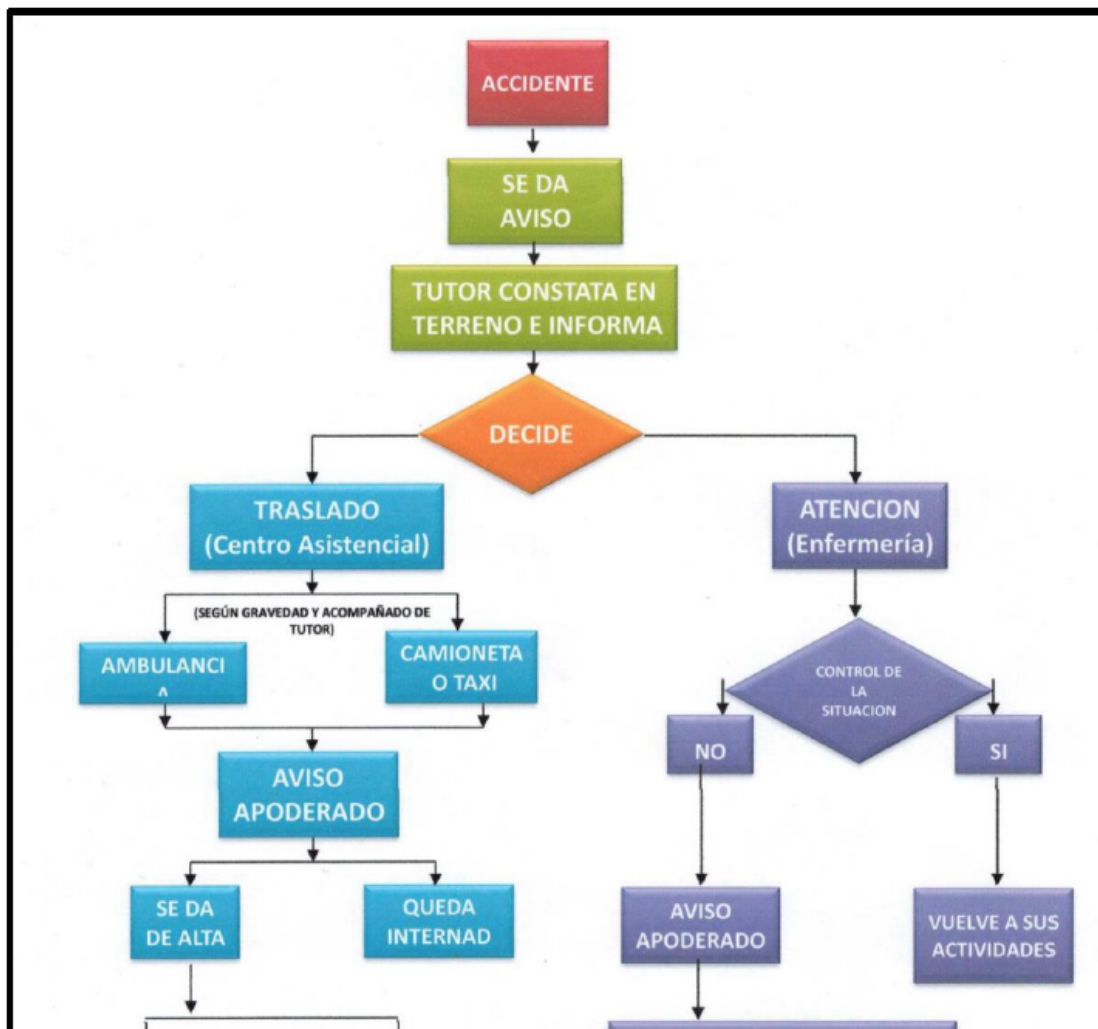 ACCIDENTE
SE DA
AVISO
TUTOR CONSTATA EN
TERRENO E INFORMA
DECIDE
TRASLADO
(Centro Asistencial)
ATENCION
(Enfermería)
(SEGÚN GRAVEDAD Y ACOMPAÑADO DE
TUTOR)
AMBULANCI
A
CAMIONETA
O TAXI
CONTROL DE
LA
SITUACION
NO
SI
AVISO
APODERADO
SE DA
DE ALTA
QUEDA
INTERNAD
AVISO
APODERADO
VUELVE A SUS
ACTIVIDADES